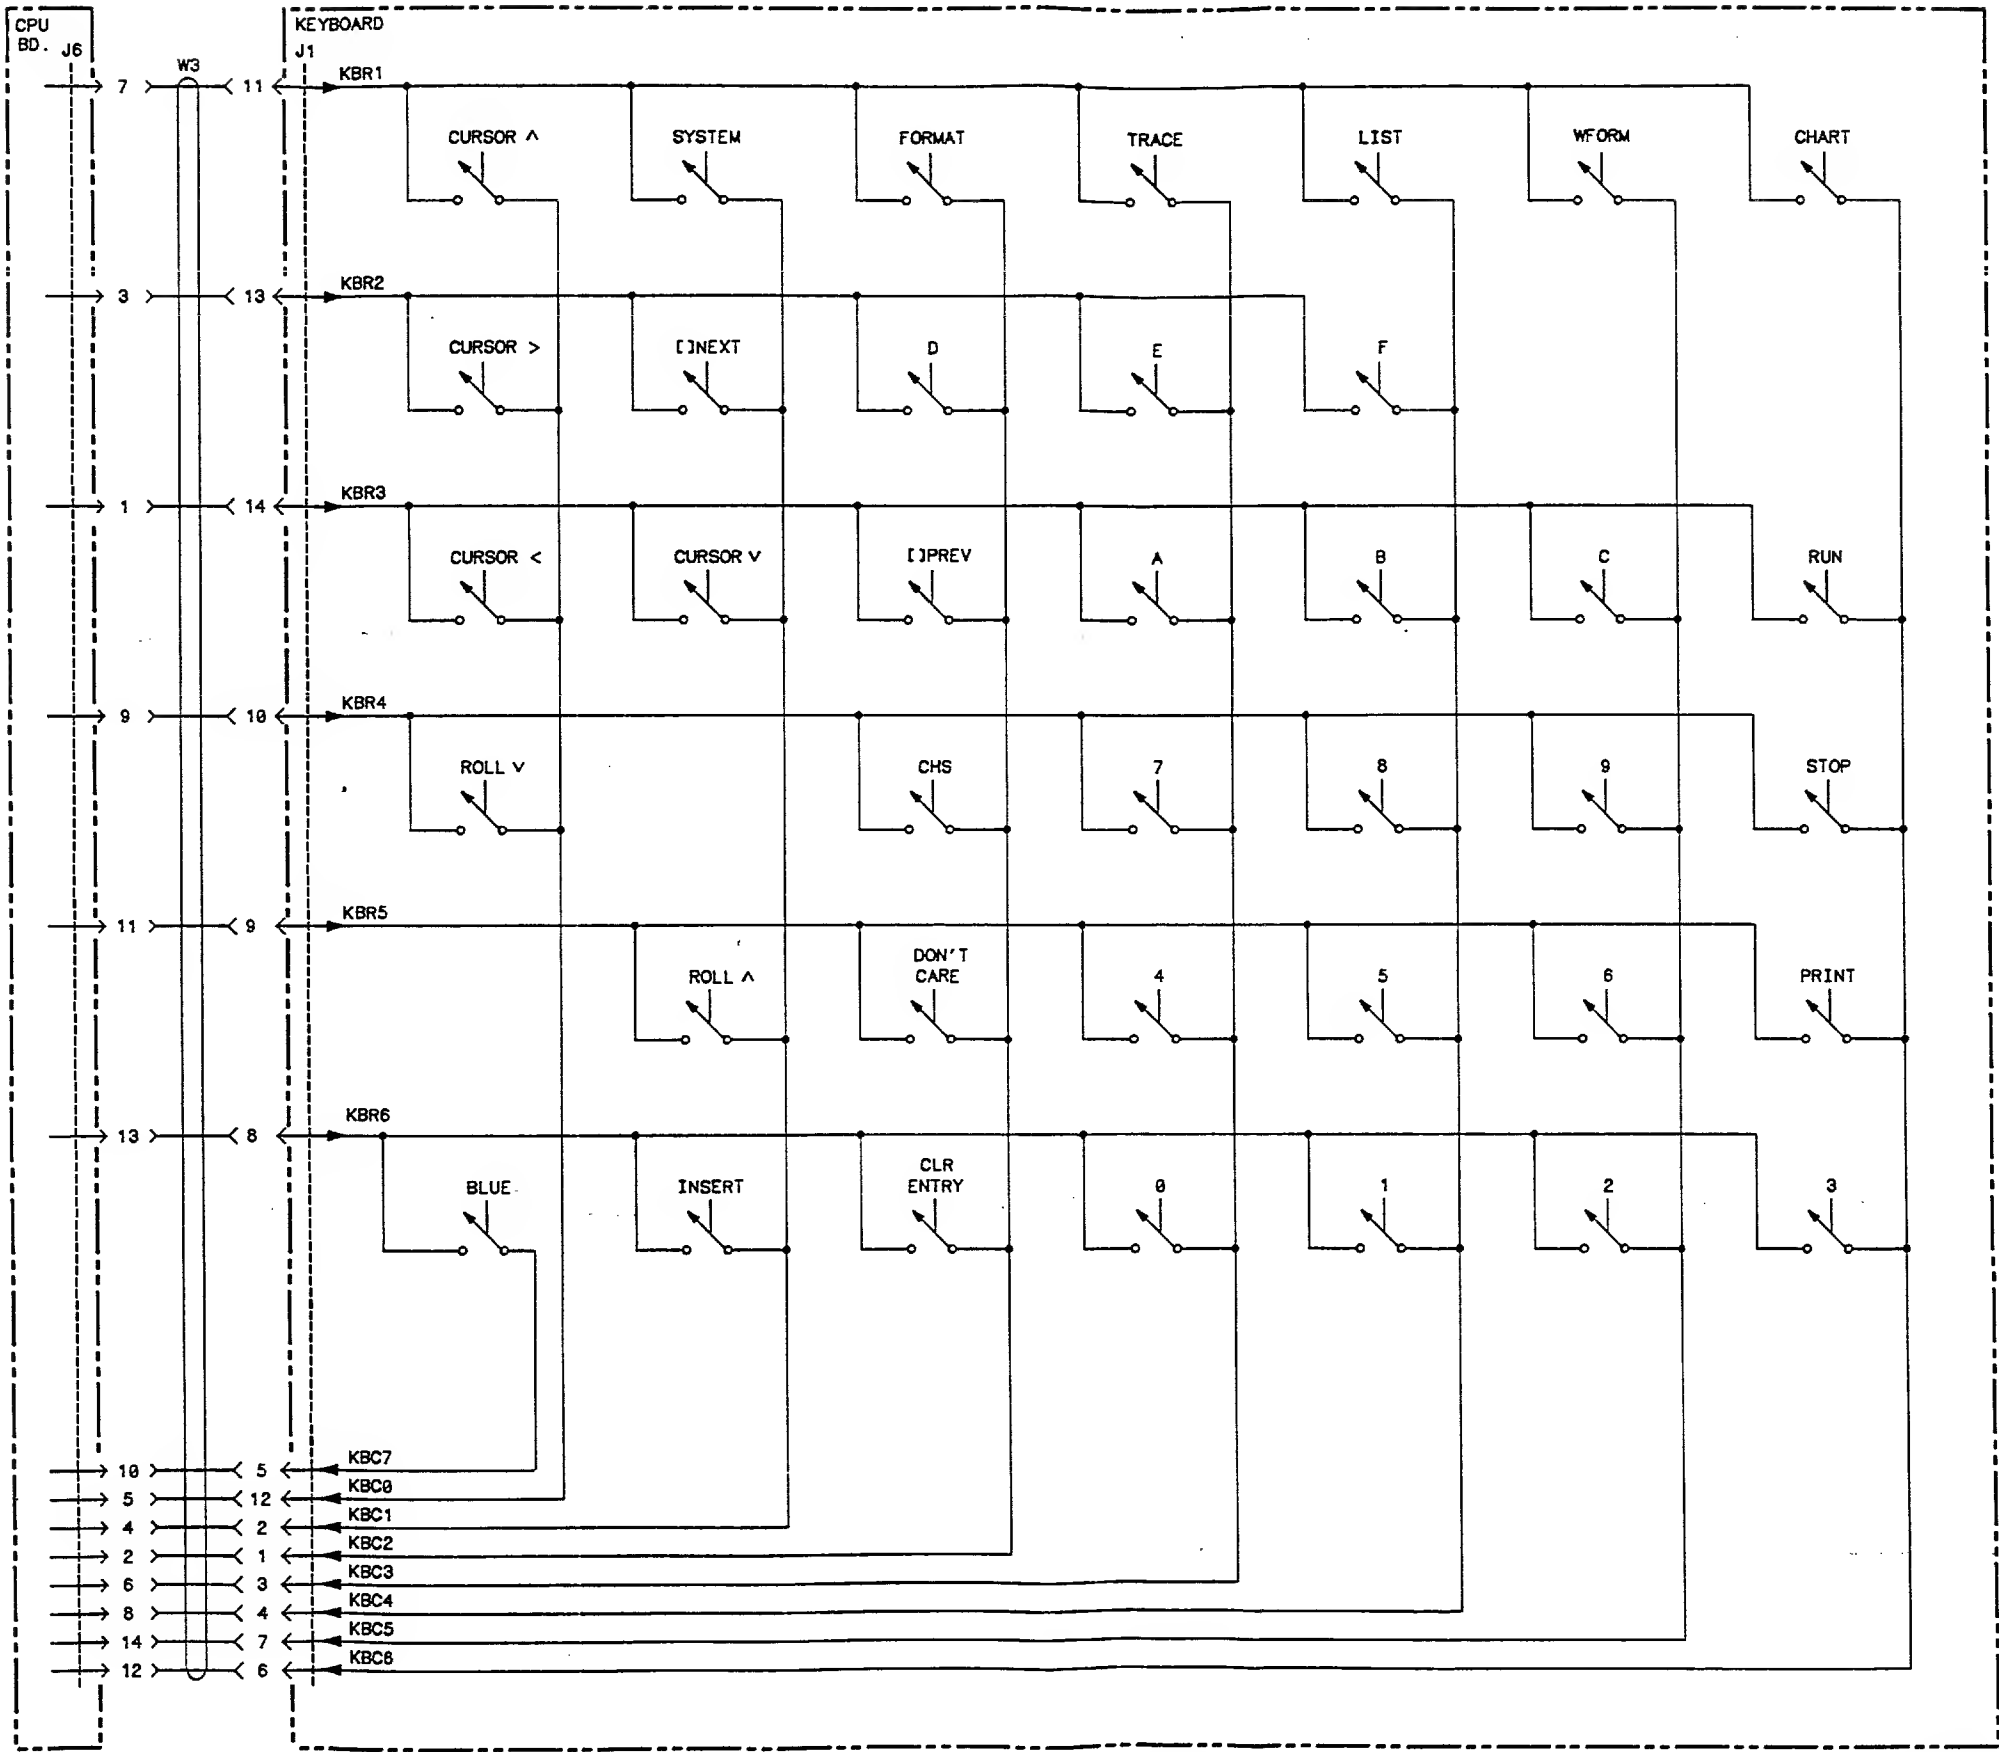 CPU
BD. J6
KEYBOARD
J1
W3
7 11 KBR1
CURSOR ^ SYSTEM FORMAT TRACE LIST WFORM CHART
3 13 KBR2
CURSOR > []NEXT D E F
1 14 KBR3
CURSOR < CURSOR v []PREV A B C RUN
9 10 KBR4
ROLL v CHS 7 8 9 STOP
11 9 KBR5
ROLL ^ DON'T CARE 4 5 6 PRINT
13 8 KBR6
BLUE INSERT CLR ENTRY 0 1 2 3
10 5 KBC7
5 12 KBC0
4 2 KBC1
2 1 KBC2
6 3 KBC3
8 4 KBC4
14 7 KBC5
12 6 KBC6